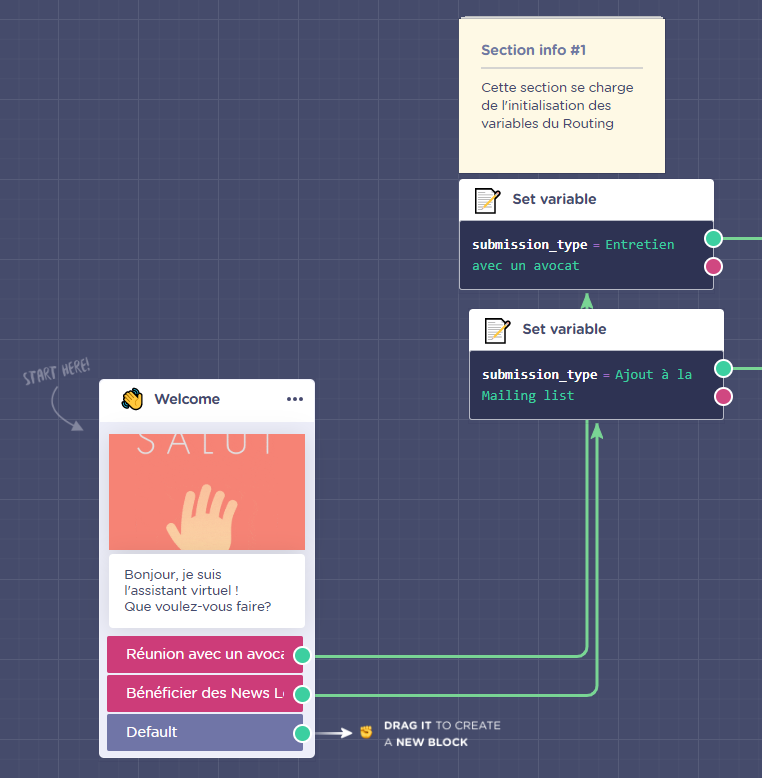 Section info #1
Cette section se charge
de l'initialisation des
variables du Routing
Set variable
submission_type = Entretien
avec un avocat
Set variable
submission_type = Ajout à la
Mailing list
START HERE!
Welcome
SALUT
Bonjour, je suis
l'assistant virtuel !
Que voulez-vous faire?
Réunion avec un avoca
Bénéficier des News L
Default
DRAG IT TO CREATE
A NEW BLOCK